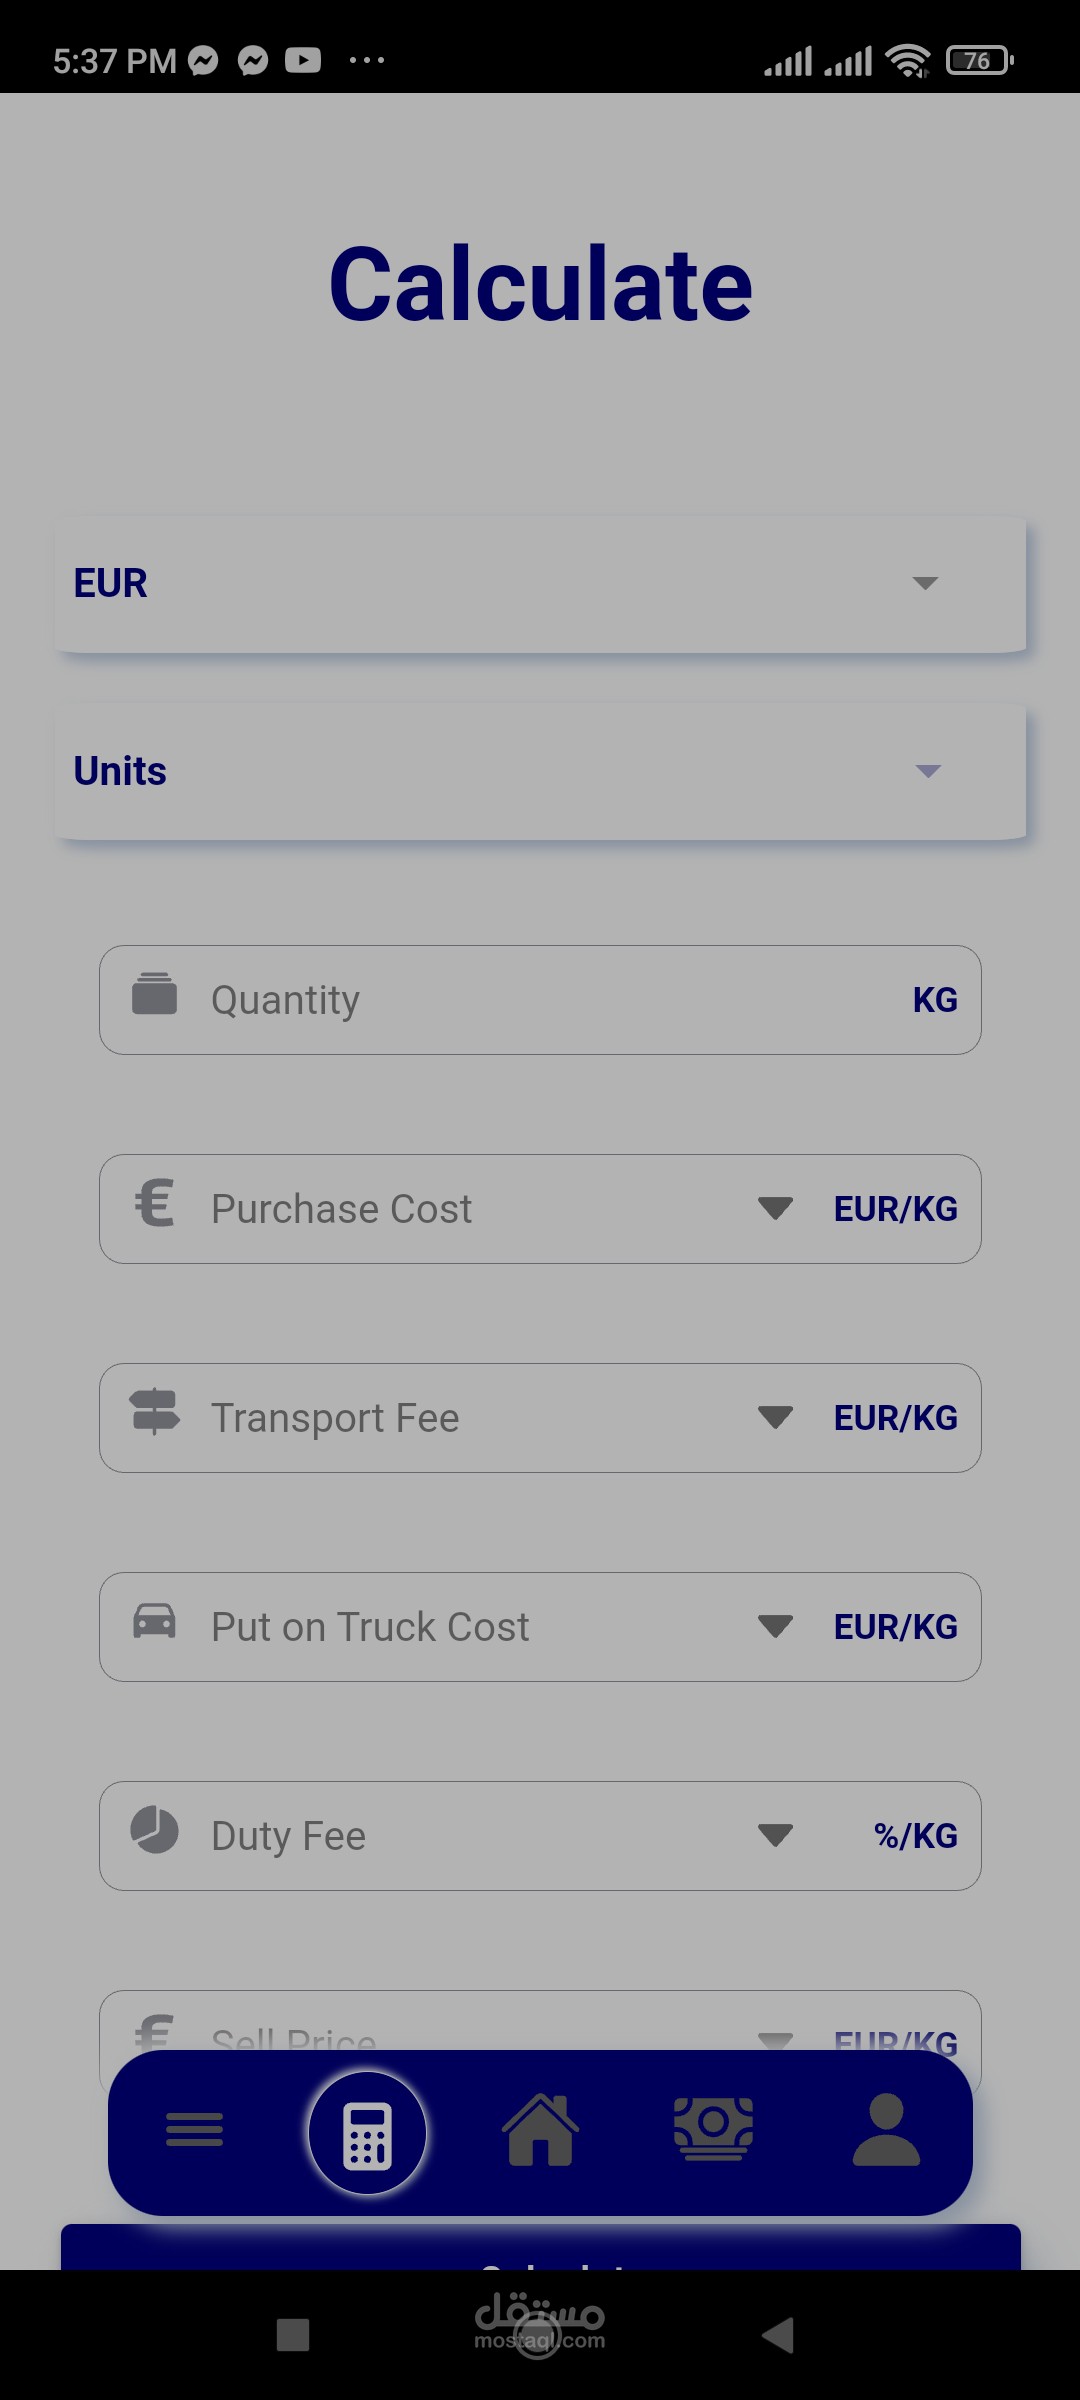 5:37 PM
76
Calculate
EUR
Units
Quantity KG
Purchase Cost EUR/KG
Transport Fee EUR/KG
Put on Truck Cost EUR/KG
Duty Fee %/KG
Sell Price EUR/KG
Calculate
مستقل
mostaql.com